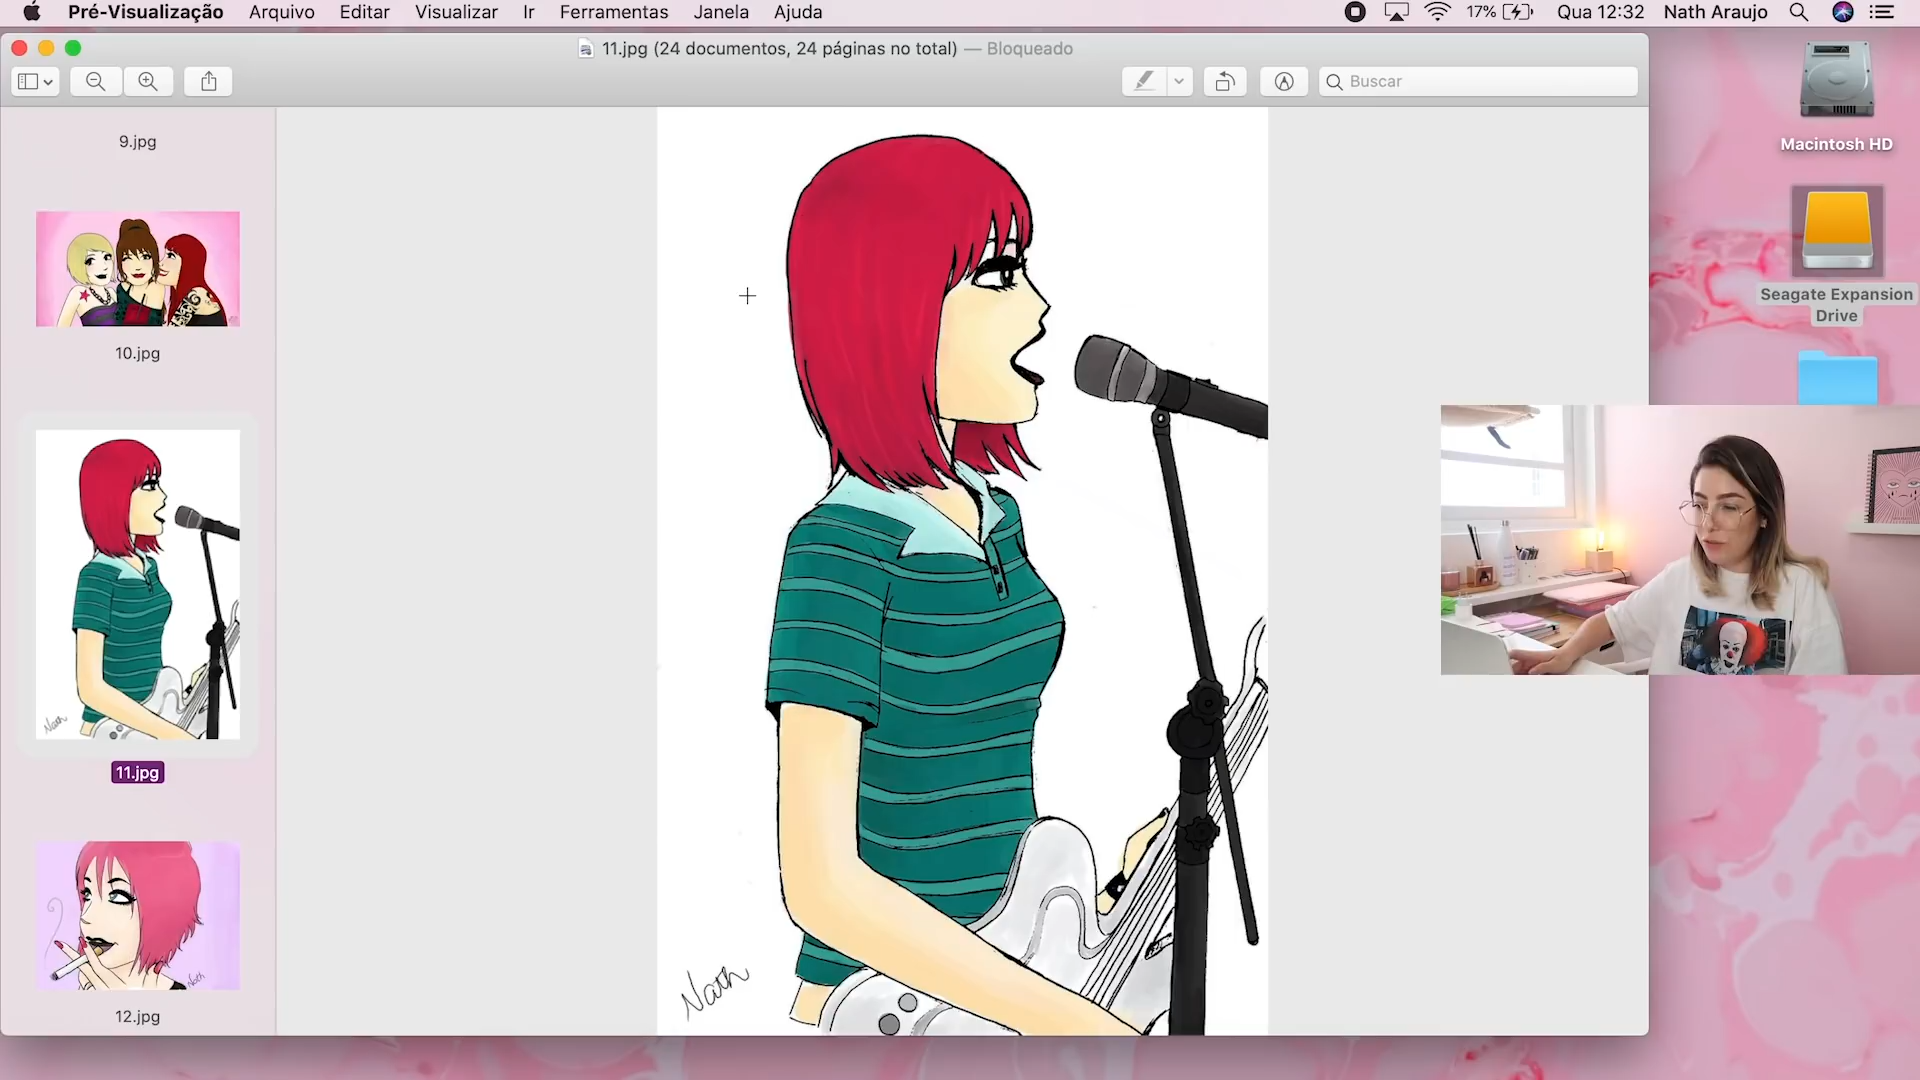 Pré-Visualização Arquivo Editar Visualizar Ir Ferramentas Janela Ajuda 17% Qua 12:32 Nath Araujo
11.jpg (24 documentos, 24 páginas no total) — Bloqueado
Buscar
9.jpg
10.jpg
11.jpg
12.jpg
Nath
Nath
Nath
Macintosh HD
Seagate Expansion
Drive